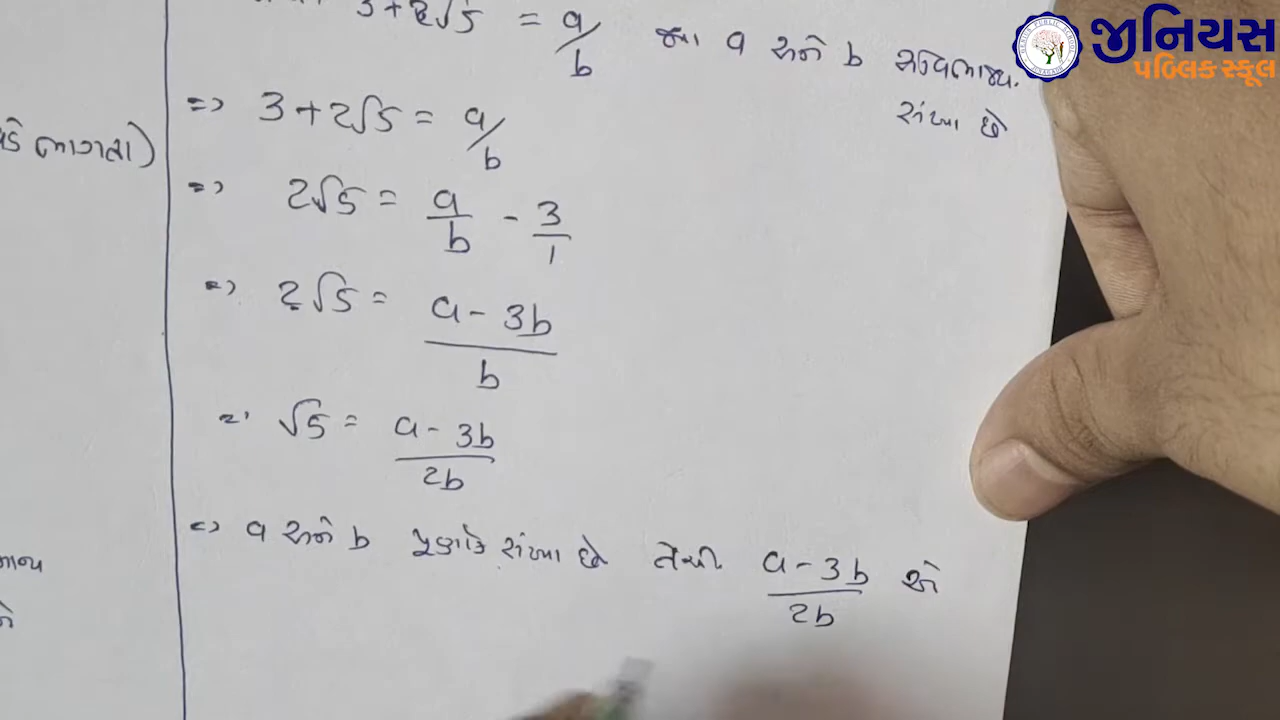 3+2√5 = a/b જ્યાં a અને b અવિભાજ્ય.
સંખ્યા છે
=> 3+2√5 = a/b
=> 2√5 = a/b - 3/1
=> 2√5 = (a-3b)/b
=> √5 = (a-3b)/2b
=> a અને b પૂર્ણાંક સંખ્યા છે તેથી (a-3b)/2b એ
જીનિયસ
પબ્લિક સ્કૂલ